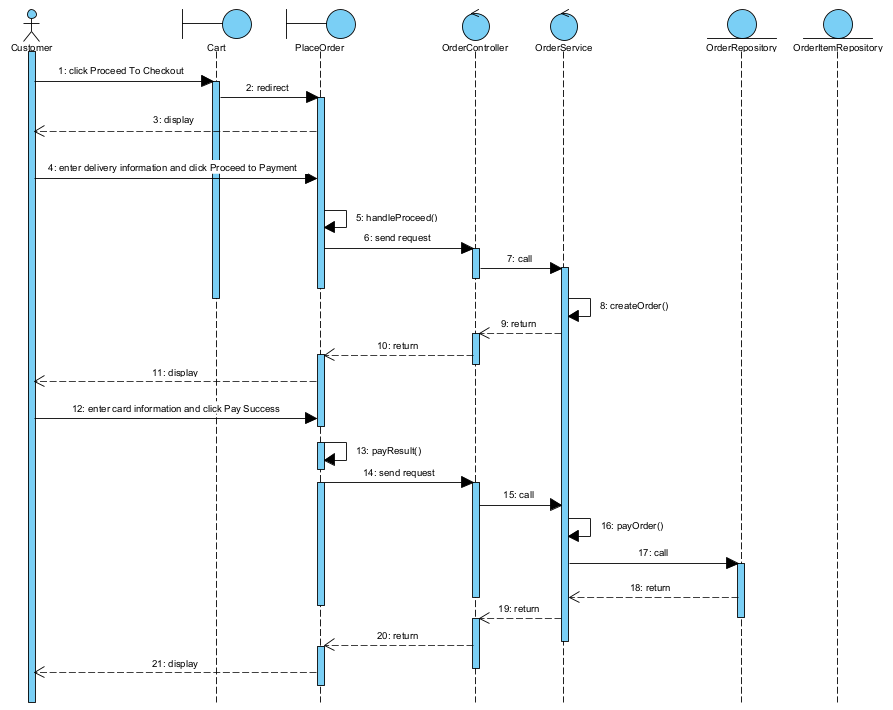 Customer
Cart
PlaceOrder
OrderController
OrderService
OrderRepository
OrderItemRepository
1: click Proceed To Checkout
2: redirect
3: display
4: enter delivery information and click Proceed to Payment
5: handleProceed()
6: send request
7: call
8: createOrder()
9: return
10: return
11: display
12: enter card information and click Pay Success
13: payResult()
14: send request
15: call
16: payOrder()
17: call
18: return
19: return
20: return
21: display